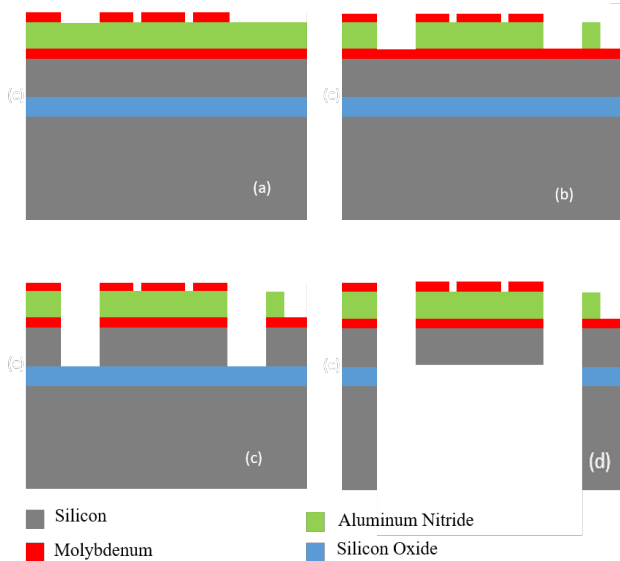 (a)
(b)
(c)
(d)
Silicon
Aluminum Nitride
Molybdenum
Silicon Oxide